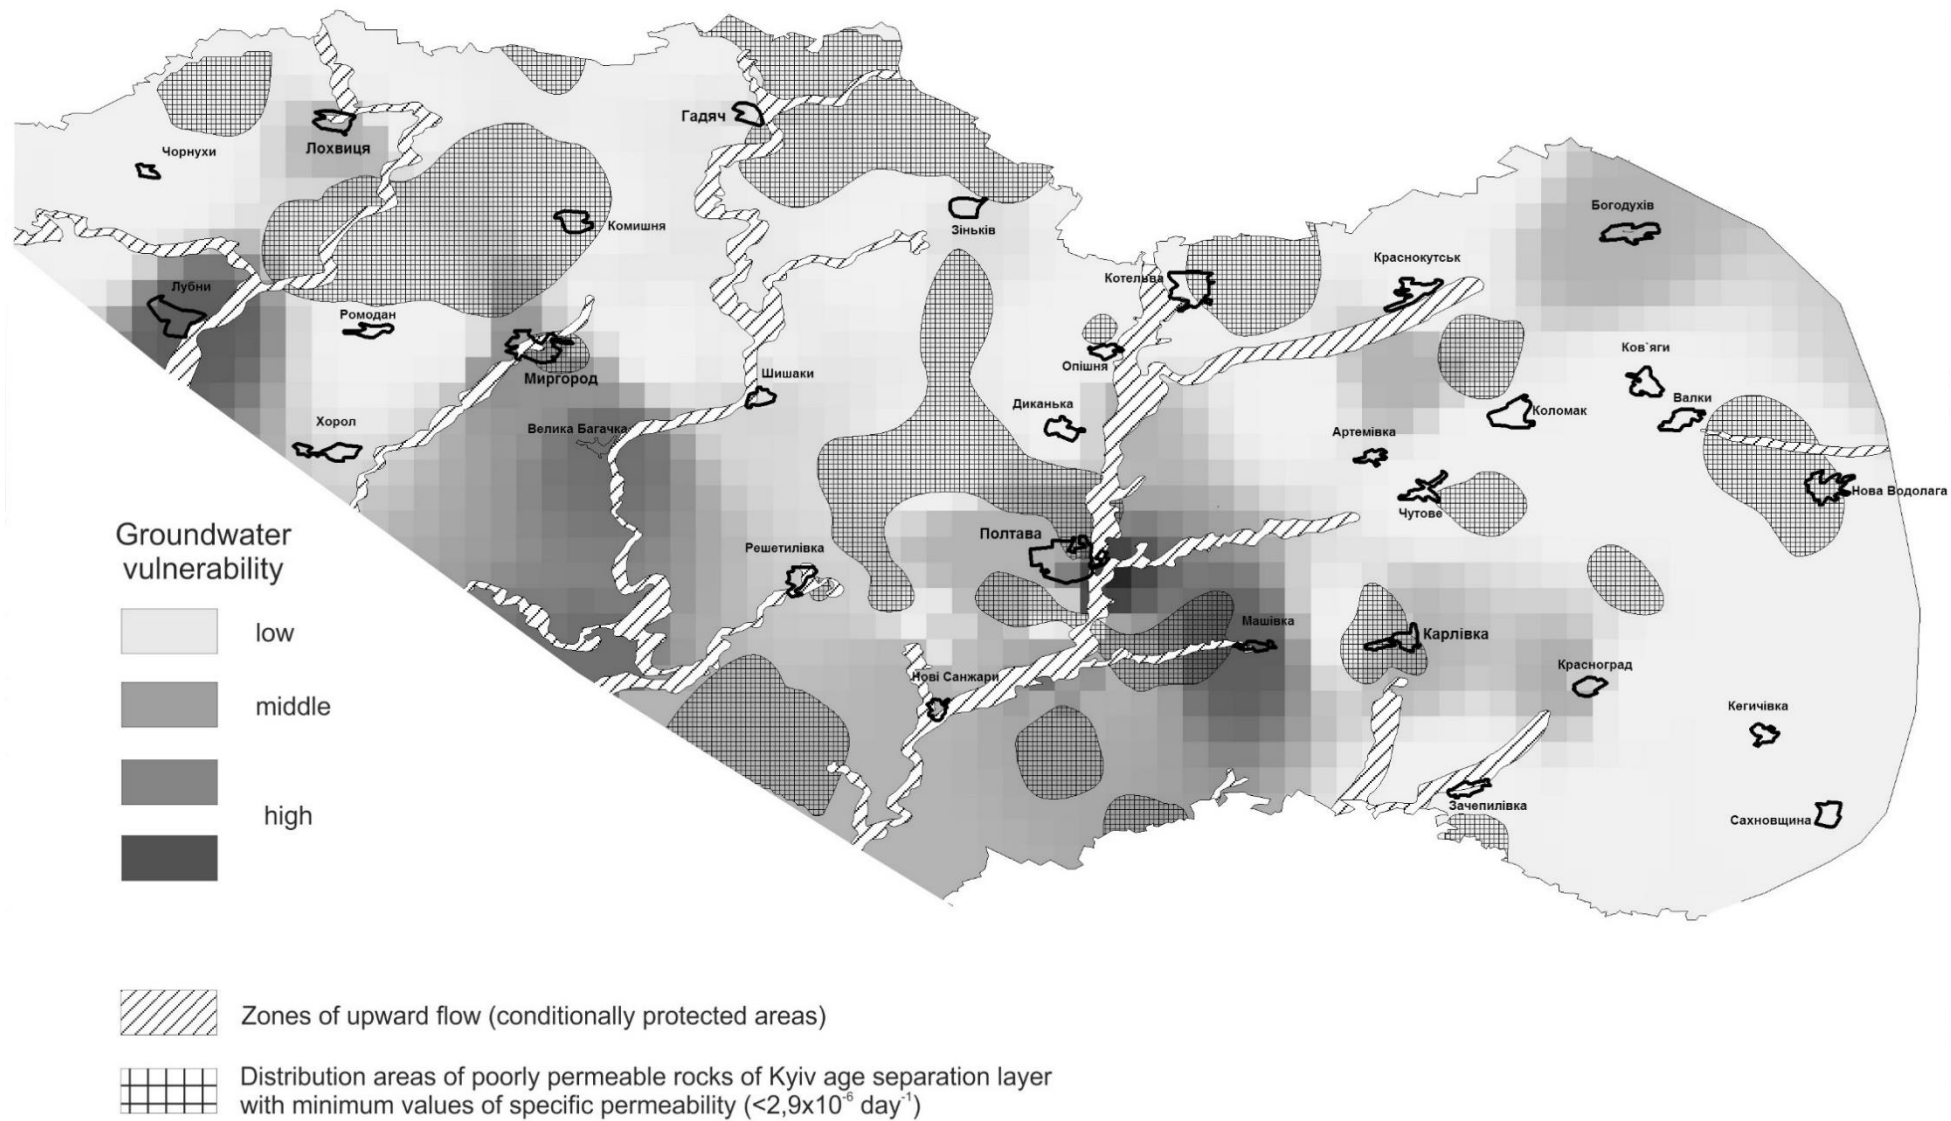 Гадяч
Чорнухи
Лохвиця
Богодухів
Комишня
Зіньків
Краснокутськ
Котельва
Лубни
Ромодан
Ков`яги
Опішня
Шишаки
Миргород
Валки
Диканька
Коломак
Хорол
Велика Багачка
Артемівка
Нова Водолага
Чутове
Groundwater
vulnerability
Полтава
Решетилівка
low
Машівка
Карлівка
Красноград
Нові Санжари
middle
Кегичівка
Зачепилівка
high
Сахновщина
Zones of upward flow (conditionally protected areas)
Distribution areas of poorly permeable rocks of Kyiv age separation layer
with minimum values of specific permeability (<2,9x10⁻⁶ day⁻¹)